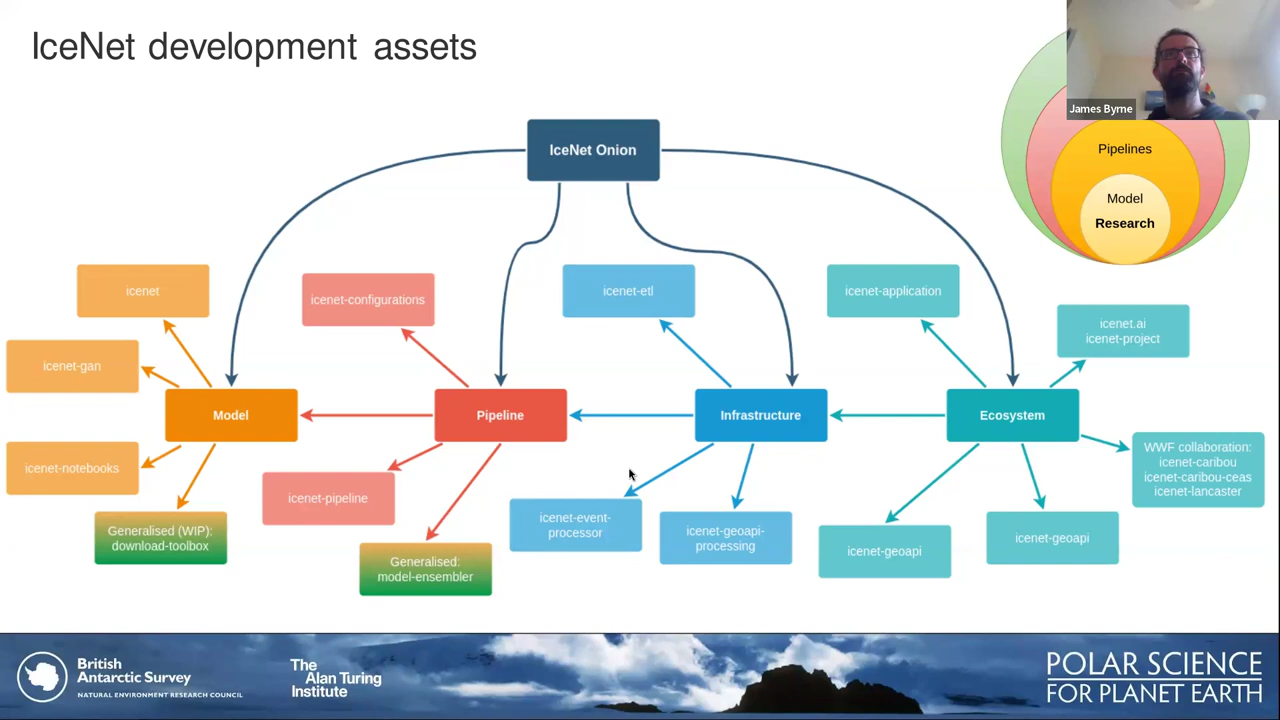 IceNet development assets
James Byrne
IceNet Onion
Pipelines
Model
Research
icenet
icenet-configurations
icenet-etl
icenet-application
icenet.ai
icenet-project
icenet-gan
Model
Pipeline
Infrastructure
Ecosystem
icenet-notebooks
icenet-pipeline
WWF collaboration:
icenet-caribou
icenet-caribou-ceas
icenet-lancaster
Generalised (WIP):
download-toolbox
Generalised:
model-ensembler
icenet-event-
processor
icenet-geoapi-
processing
icenet-geoapi
icenet-geoapi
British
Antarctic Survey
NATURAL ENVIRONMENT RESEARCH COUNCIL
The
Alan Turing
Institute
POLAR SCIENCE
FOR PLANET EARTH